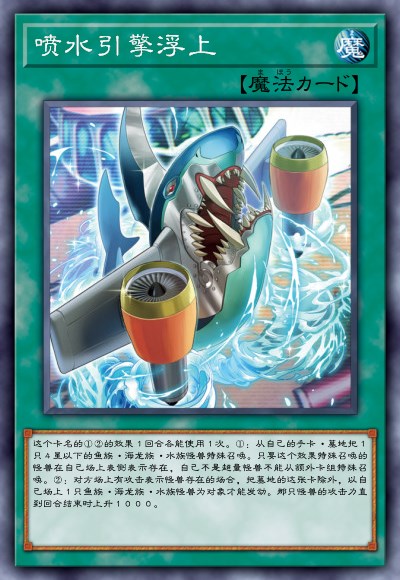 喷水引擎浮上
魔
【魔法カード】
ま ほう
这个卡名的①②的效果1回合各能使用1次。①：从自己的手卡·墓地把1
只4星以下的鱼族·海龙族·水族怪兽特殊召唤。只要这个效果特殊召唤的
怪兽在自己场上表侧表示存在，自己不是超量怪兽不能从额外卡组特殊召
唤。②：对方场上有攻击表示怪兽存在的场合，把墓地的这张卡除外，以自
己场上1只鱼族·海龙族·水族怪兽为对象才能发动。那只怪兽的攻击力直
到回合结束时上升1000。